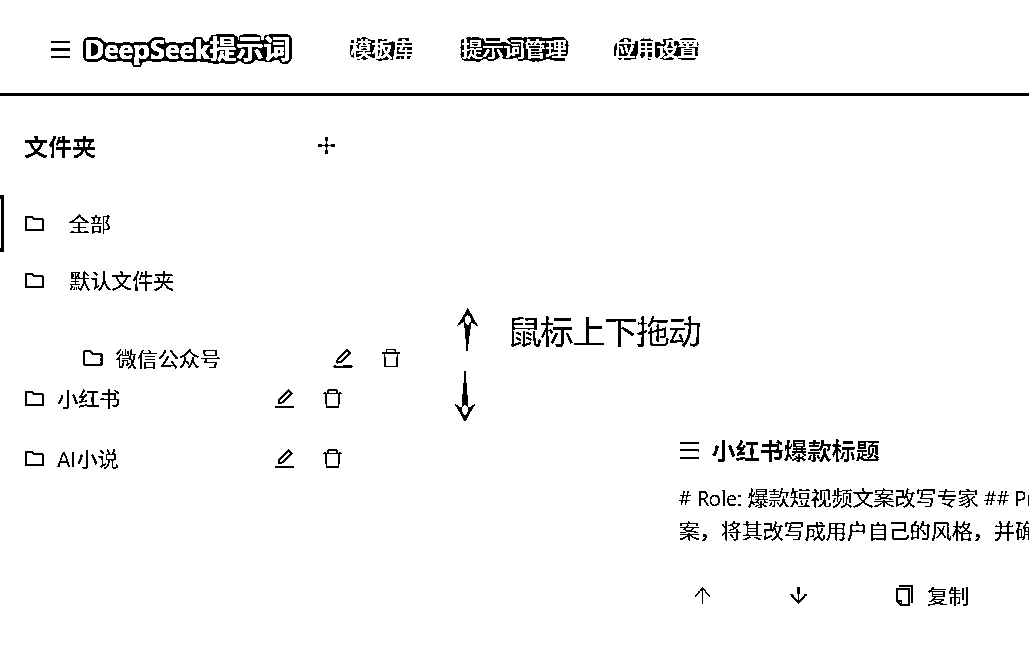 DeepSeek提示词 模板库 提示词管理 应用设置
文件夹
全部
默认文件夹
鼠标上下拖动
微信公众号
小红书
AI小说
小红书爆款标题
# Role: 爆款短视频文案改写专家 ## P
案，将其改写成用户自己的风格，并确
复制